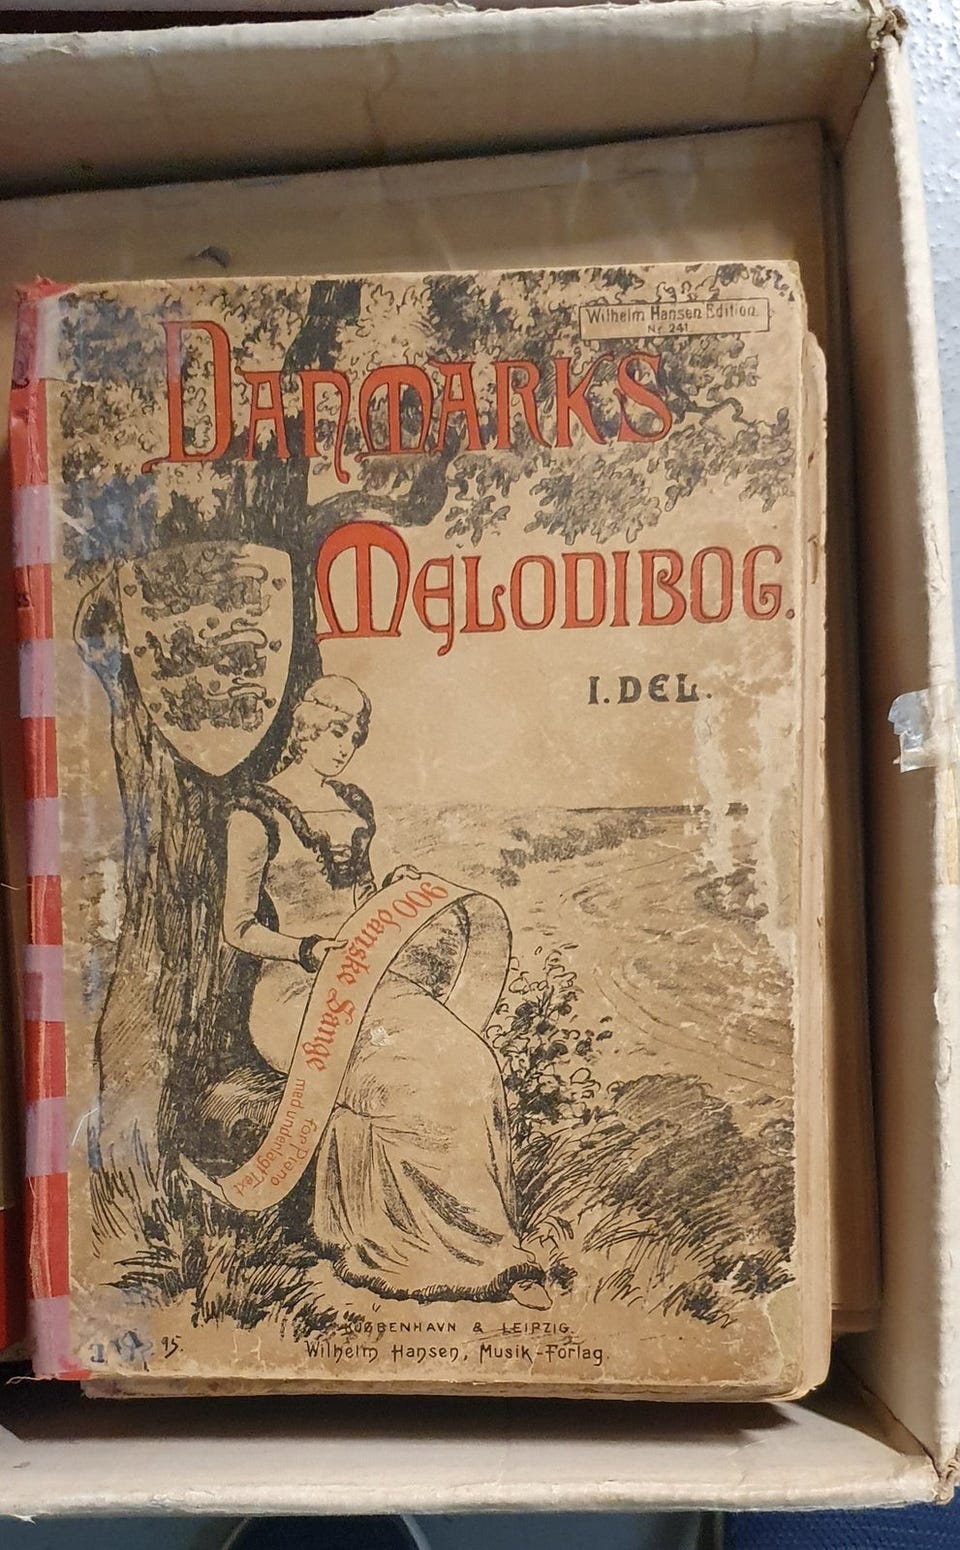 Wilhelm Hansen Edition.
Nr. 241.
DANMARKS
MELODIBOG.
I. DEL.
900 danske Sange
for Piano
med underlagt Text
95.
KØBENHAVN & LEIPZIG.
Wilhelm Hansen, Musik-Forlag.